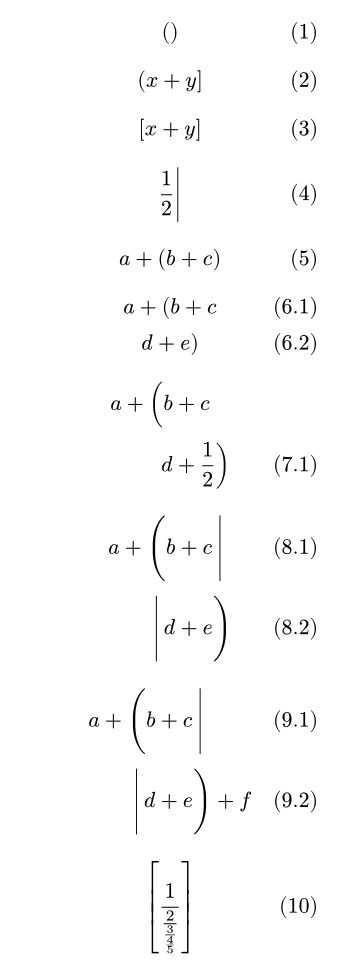 () (1)
(x + y] (2)
[x + y] (3)
1/2| (4)
a + (b + c) (5)
a + (b + c (6.1)
d + e) (6.2)
a + (b + c
d + 1/2) (7.1)
a + (b + c| (8.1)
|d + e) (8.2)
a + (b + c| (9.1)
|d + e) + f (9.2)
[1/2/3/4/5] (10)